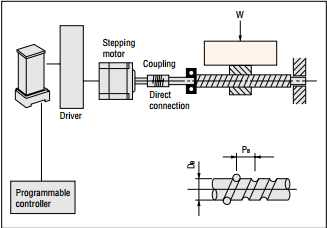 W
Stepping
motor
Coupling
Direct
connection
Driver
PB
DB
Programmable
controller